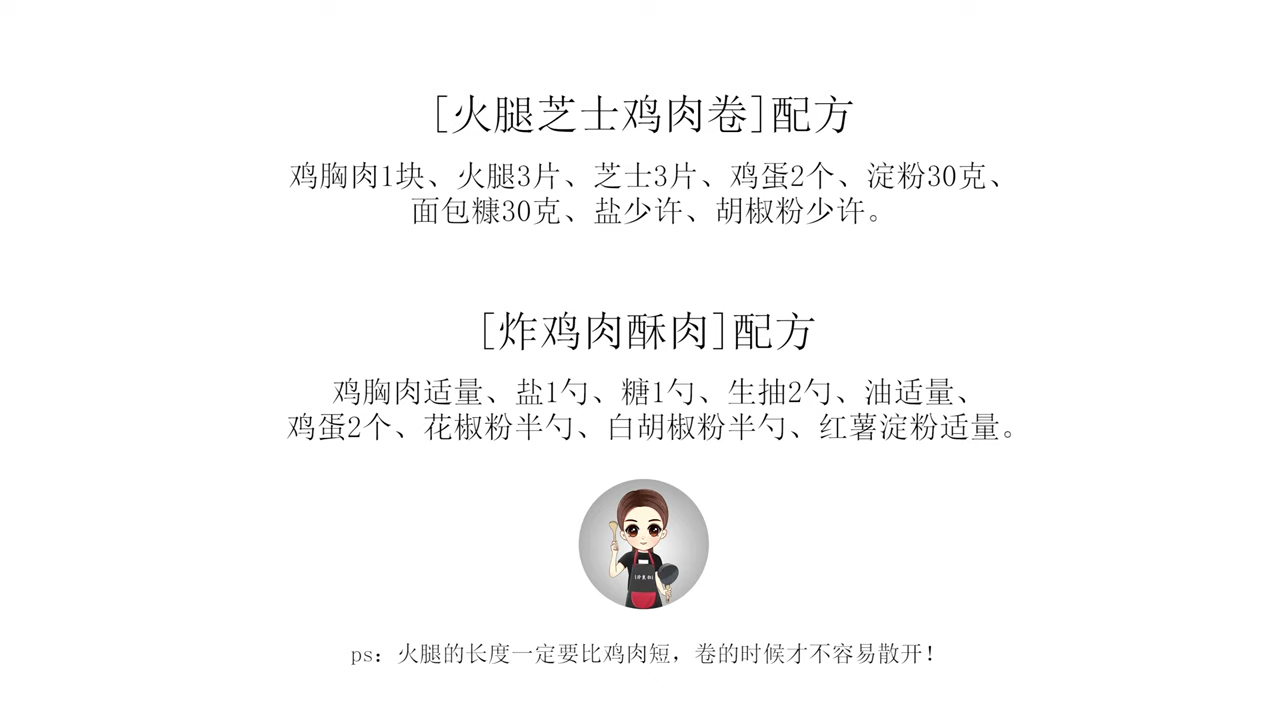 [火腿芝士鸡肉卷]配方
鸡胸肉1块、火腿3片、芝士3片、鸡蛋2个、淀粉30克、
面包糠30克、盐少许、胡椒粉少许。
[炸鸡肉酥肉]配方
鸡胸肉适量、盐1勺、糖1勺、生抽2勺、油适量、
鸡蛋2个、花椒粉半勺、白胡椒粉半勺、红薯淀粉适量。
ps：火腿的长度一定要比鸡肉短，卷的时候才不容易散开！